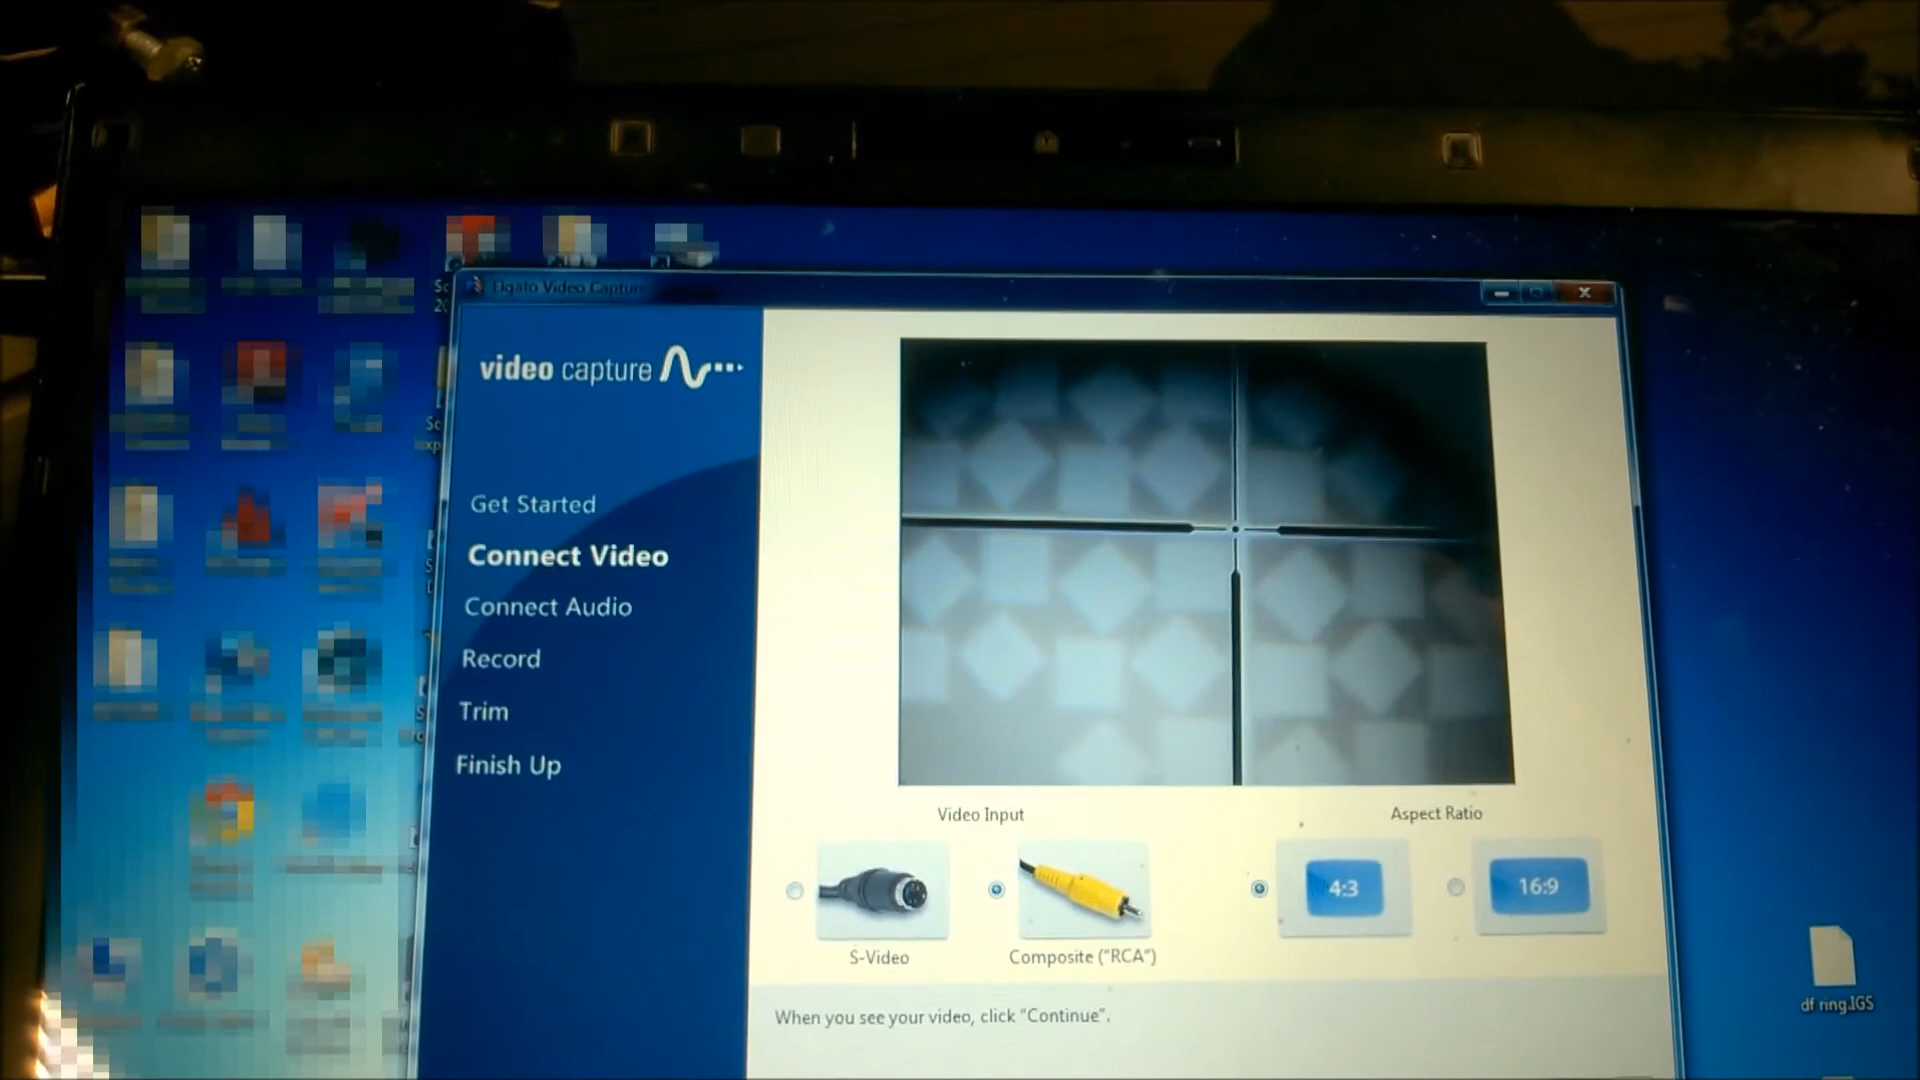 Elgato Video Capture
video capture
Get Started
Connect Video
Connect Audio
Record
Trim
Finish Up
Video Input
Aspect Ratio
4:3
16:9
S-Video
Composite ("RCA")
When you see your video, click "Continue".
df ring.IGS